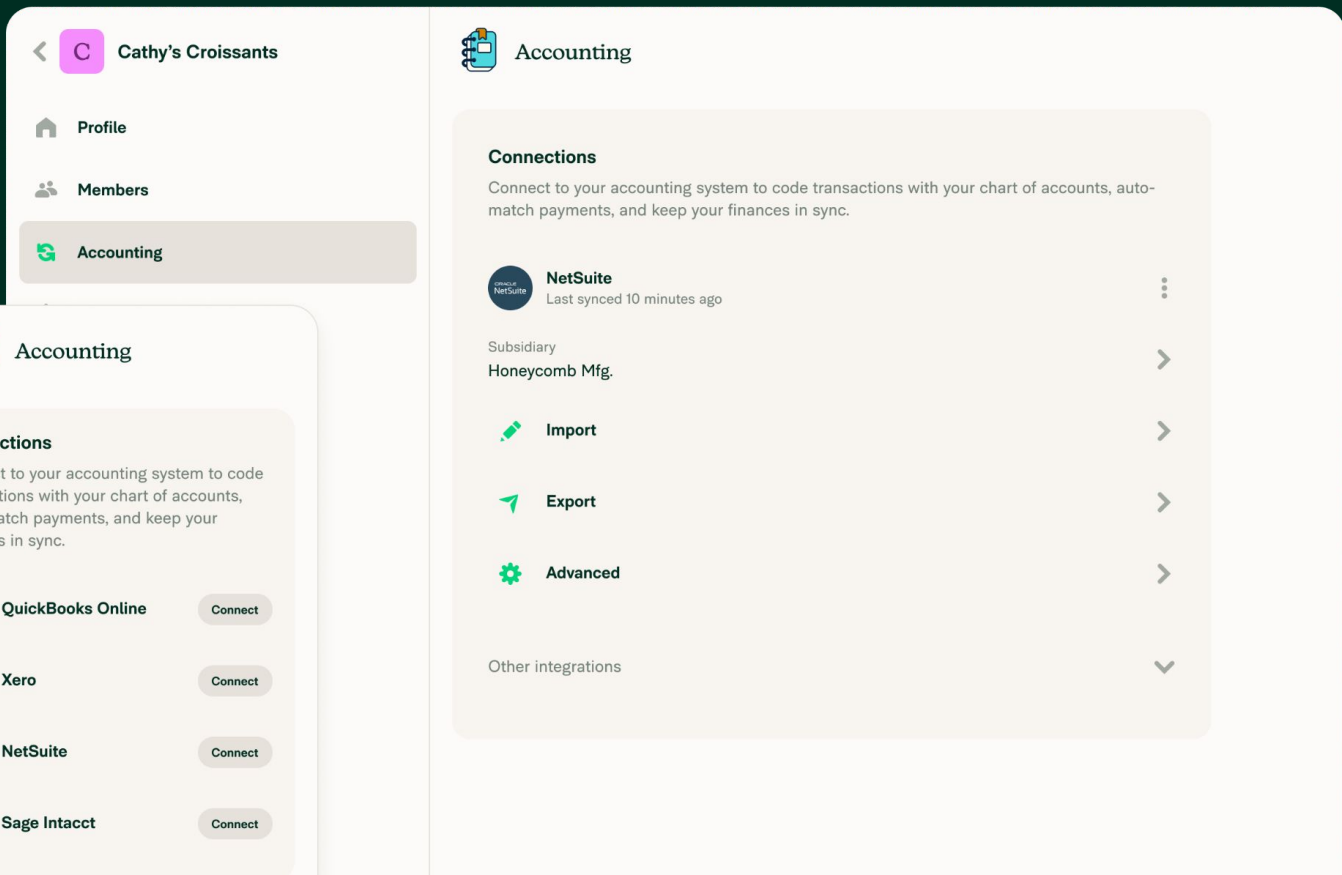 C
Cathy’s Croissants
Profile
Members
Accounting
Accounting
Connections
Connect to your accounting system to code transactions with your chart of accounts, auto-
match payments, and keep your finances in sync.
ORACLE
NetSuite
NetSuite
Last synced 10 minutes ago
Subsidiary
Honeycomb Mfg.
Import
Export
Advanced
Other integrations
Accounting
ctions
t to your accounting system to code
tions with your chart of accounts,
atch payments, and keep your
s in sync.
QuickBooks Online Connect
Xero Connect
NetSuite Connect
Sage Intacct Connect